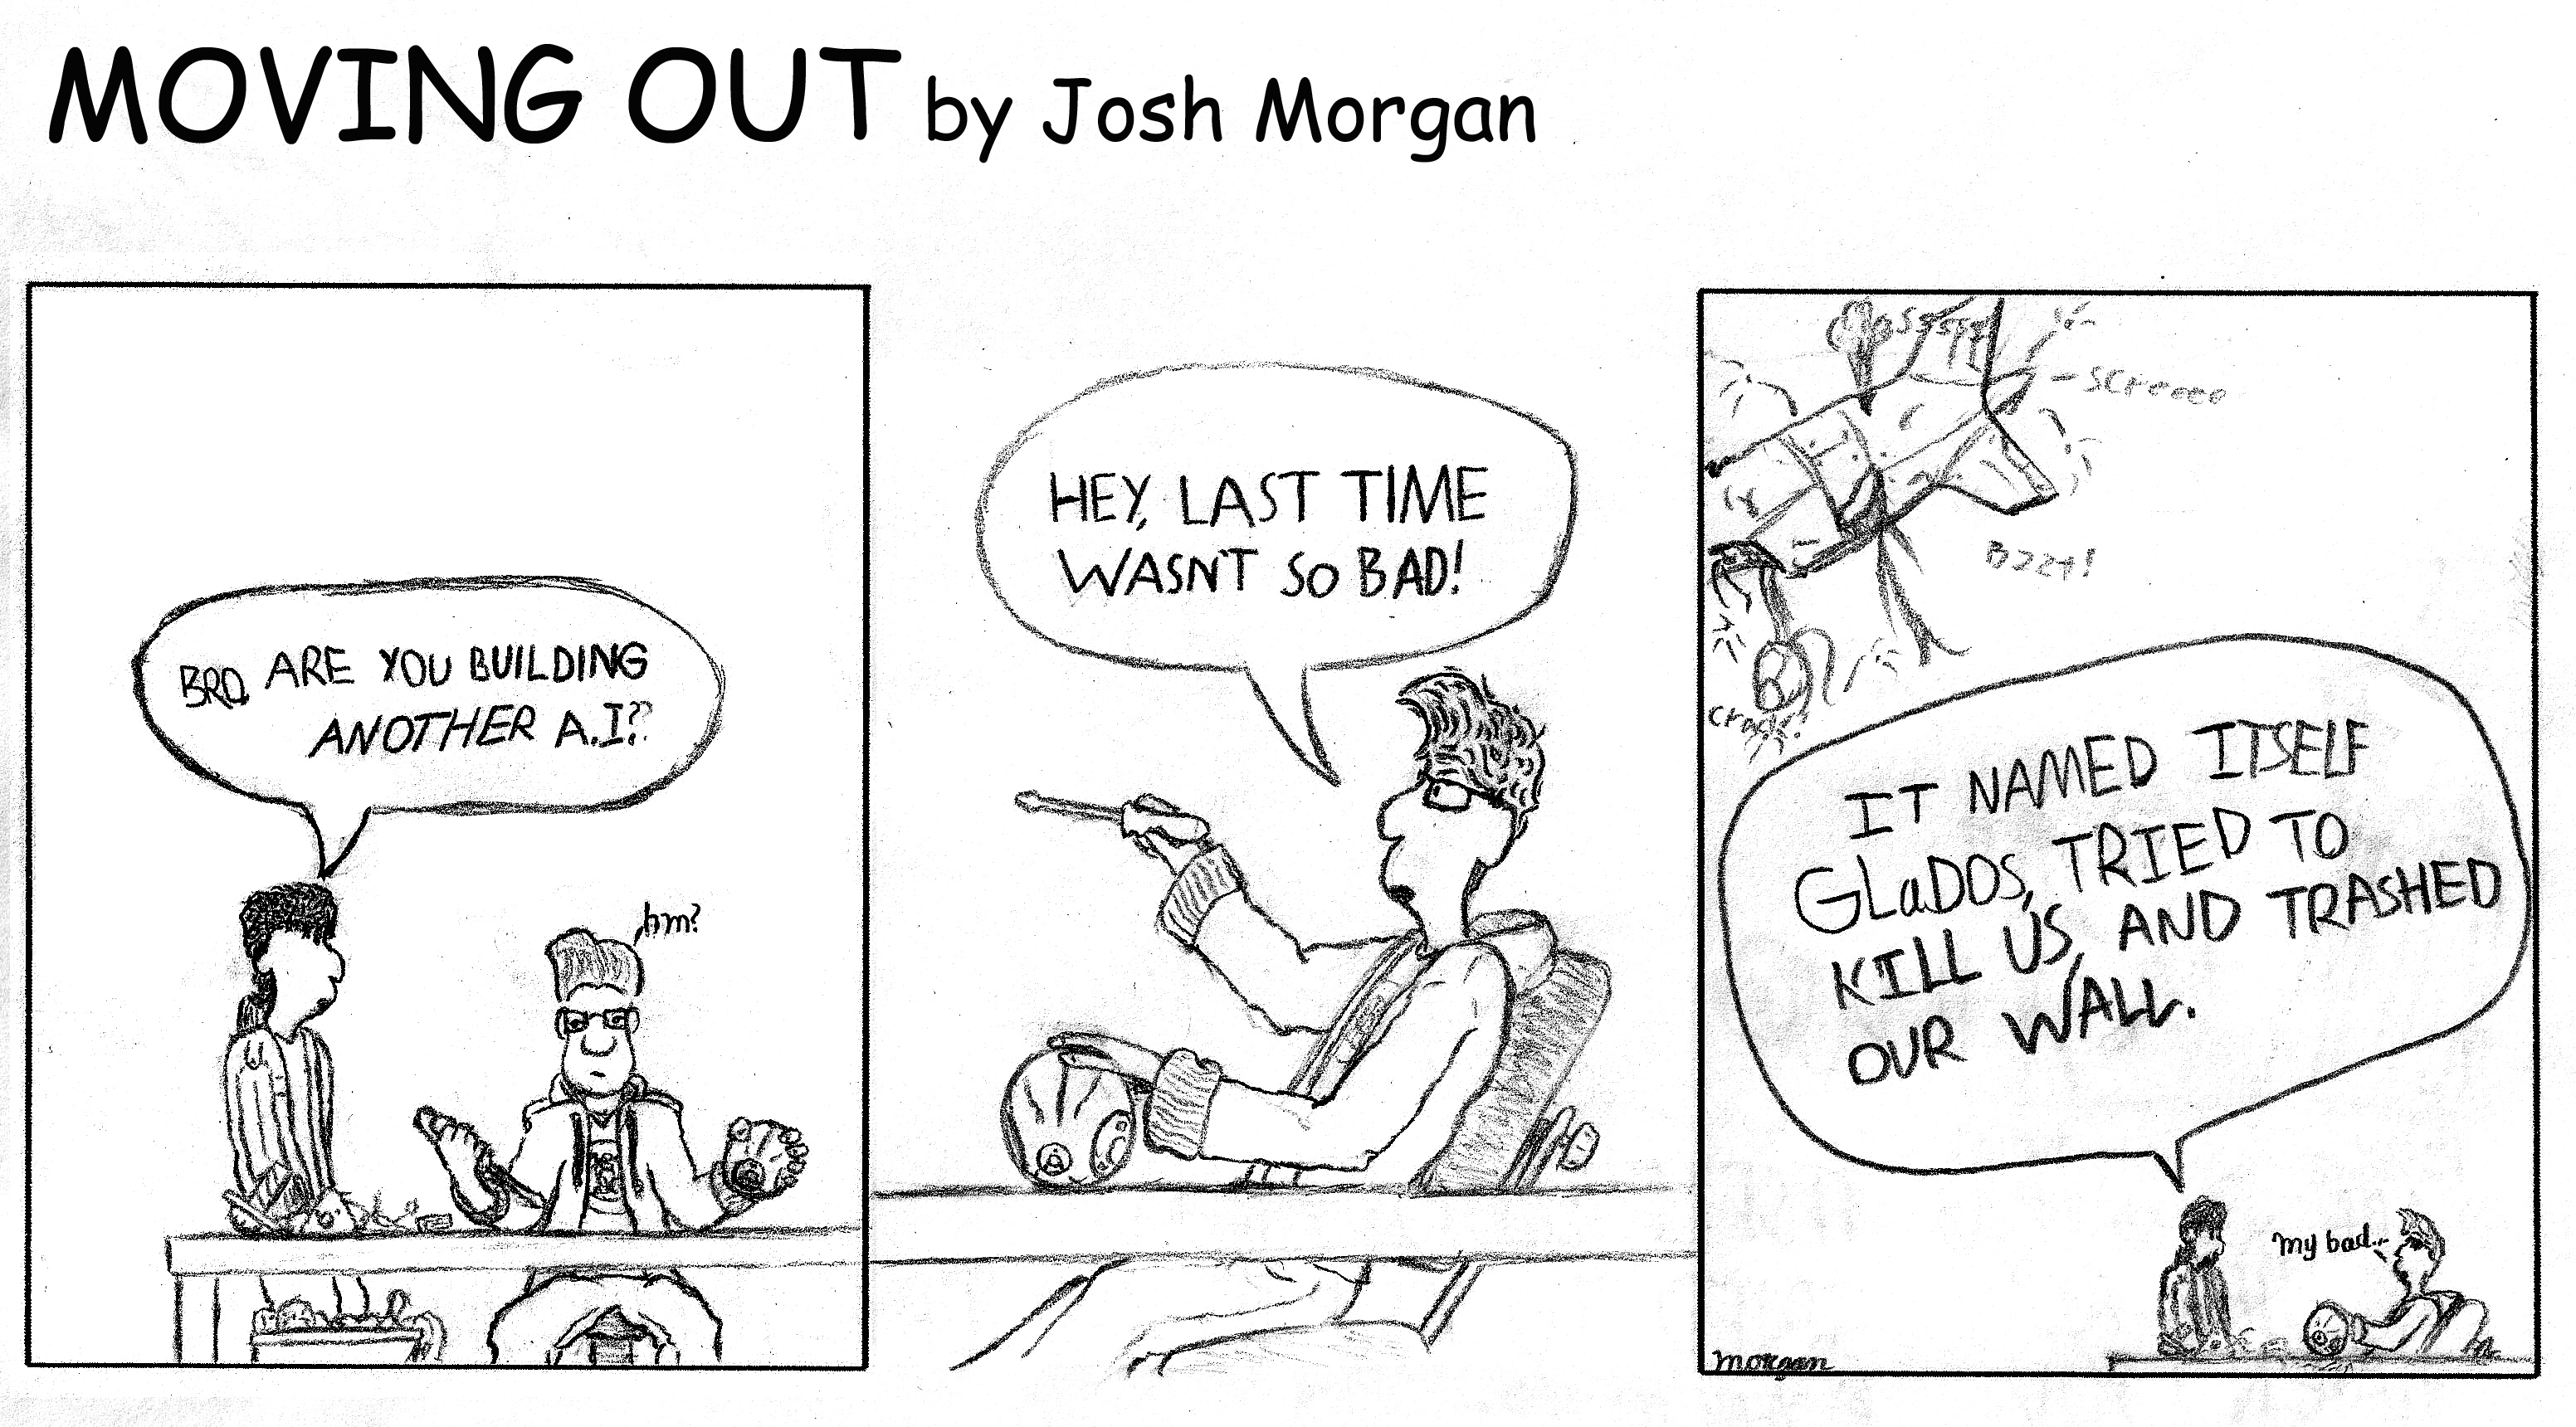 MOVING OUT by Josh Morgan
BRO, ARE YOU BUILDING
ANOTHER A.I??
hm?
HEY, LAST TIME
WASN'T SO BAD!
-screeee
Bzzt!
crack!
IT NAMED ITSELF
GLaDOS, TRIED TO
KILL US, AND TRASHED
OUR WALL.
My bad...
morgan